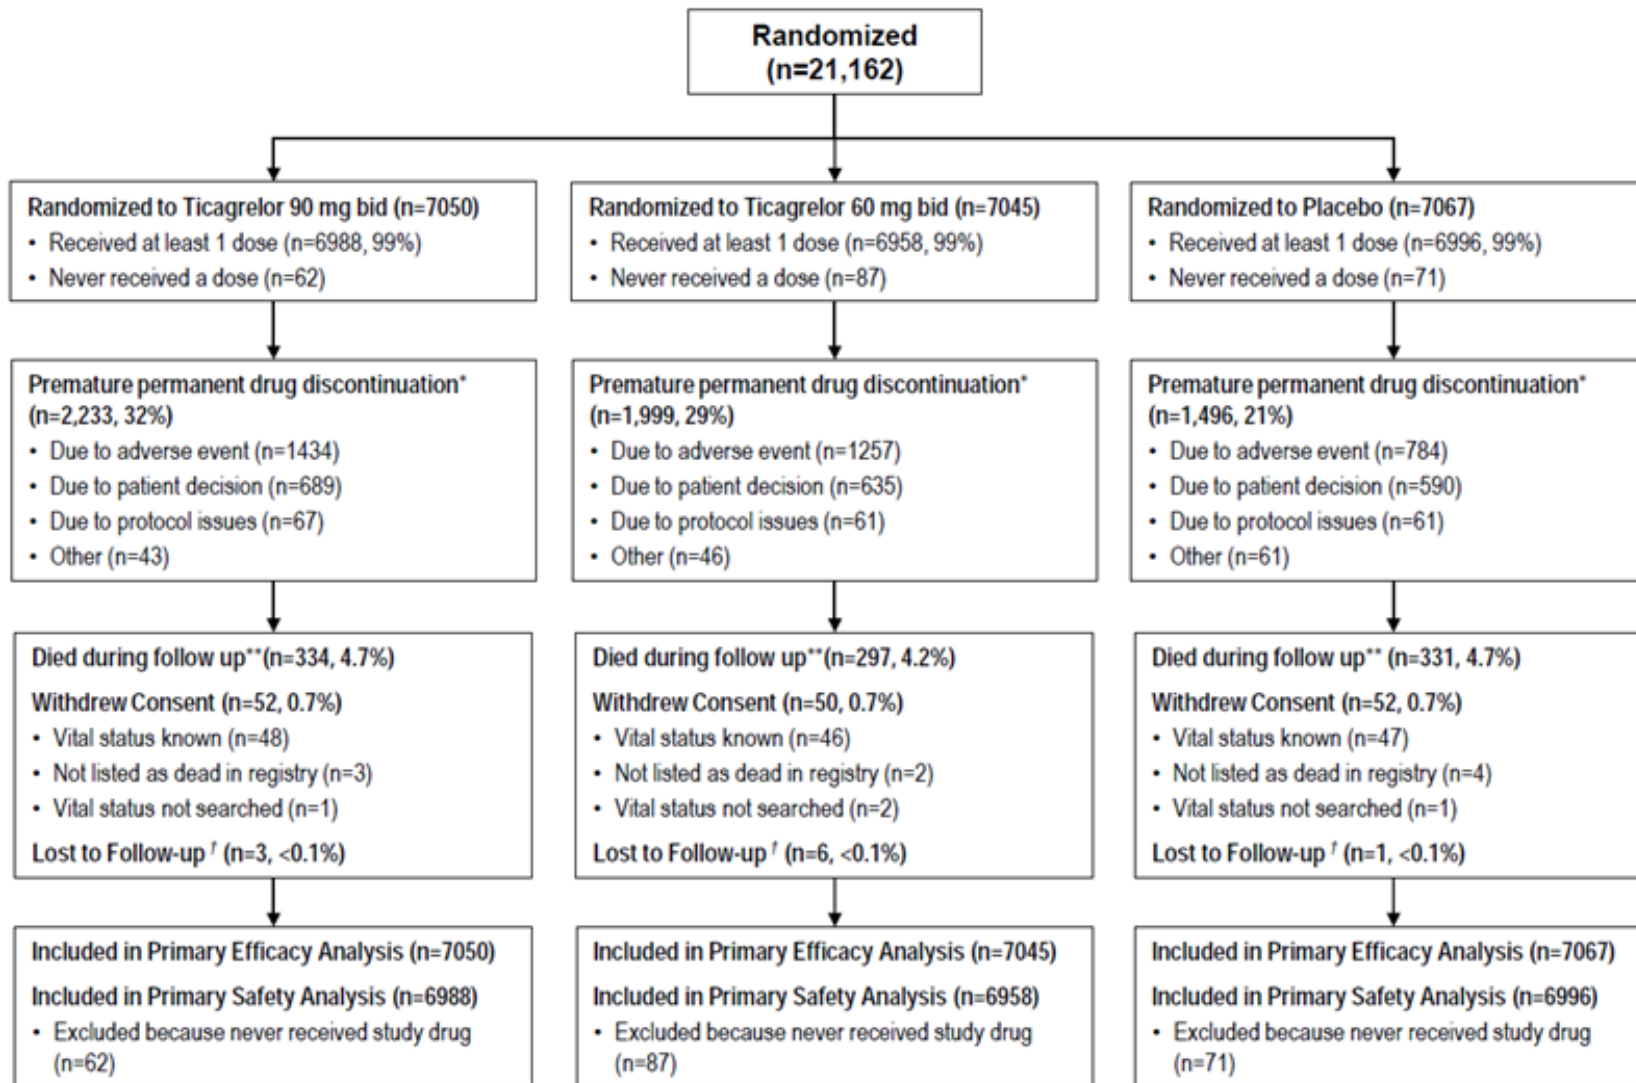 Randomized
(n=21,162)
Randomized to Ticagrelor 90 mg bid (n=7050)
• Received at least 1 dose (n=6988, 99%)
• Never received a dose (n=62)
Randomized to Ticagrelor 60 mg bid (n=7045)
• Received at least 1 dose (n=6958, 99%)
• Never received a dose (n=87)
Randomized to Placebo (n=7067)
• Received at least 1 dose (n=6996, 99%)
• Never received a dose (n=71)
Premature permanent drug discontinuation*
(n=2,233, 32%)
• Due to adverse event (n=1434)
• Due to patient decision (n=689)
• Due to protocol issues (n=67)
• Other (n=43)
Premature permanent drug discontinuation*
(n=1,999, 29%)
• Due to adverse event (n=1257)
• Due to patient decision (n=635)
• Due to protocol issues (n=61)
• Other (n=46)
Premature permanent drug discontinuation*
(n=1,496, 21%)
• Due to adverse event (n=784)
• Due to patient decision (n=590)
• Due to protocol issues (n=61)
• Other (n=61)
Died during follow up**(n=334, 4.7%)
Withdrew Consent (n=52, 0.7%)
• Vital status known (n=48)
• Not listed as dead in registry (n=3)
• Vital status not searched (n=1)
Lost to Follow-up † (n=3, <0.1%)
Died during follow up**(n=297, 4.2%)
Withdrew Consent (n=50, 0.7%)
• Vital status known (n=46)
• Not listed as dead in registry (n=2)
• Vital status not searched (n=2)
Lost to Follow-up † (n=6, <0.1%)
Died during follow up** (n=331, 4.7%)
Withdrew Consent (n=52, 0.7%)
• Vital status known (n=47)
• Not listed as dead in registry (n=4)
• Vital status not searched (n=1)
Lost to Follow-up † (n=1, <0.1%)
Included in Primary Efficacy Analysis (n=7050)
Included in Primary Safety Analysis (n=6988)
• Excluded because never received study drug
(n=62)
Included in Primary Efficacy Analysis (n=7045)
Included in Primary Safety Analysis (n=6958)
• Excluded because never received study drug
(n=87)
Included in Primary Efficacy Analysis (n=7067)
Included in Primary Safety Analysis (n=6996)
• Excluded because never received study drug
(n=71)